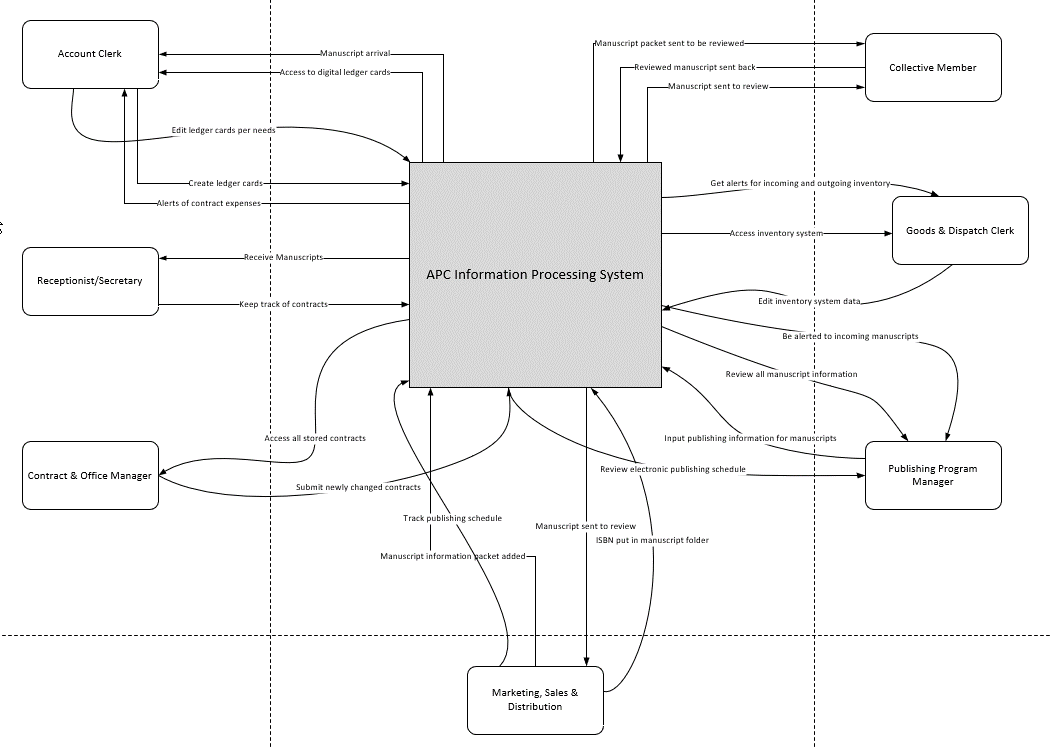 Account Clerk
Manuscript arrival
Access to digital ledger cards
Edit ledger cards per needs
Create ledger cards
Alerts of contract expenses
Manuscript packet sent to be reviewed
Reviewed manuscript sent back
Manuscript sent to review
Collective Member
Get alerts for incoming and outgoing inventory
Access inventory system
Goods & Dispatch Clerk
Edit inventory system data
Receptionist/Secretary
Receive Manuscripts
Keep track of contracts
APC Information Processing System
Be alerted to incoming manuscripts
Review all manuscript information
Input publishing information for manuscripts
Review electronic publishing schedule
Publishing Program
Manager
Access all stored contracts
Contract & Office Manager
Submit newly changed contracts
Track publishing schedule
Manuscript information packet added
Manuscript sent to review
ISBN put in manuscript folder
Marketing, Sales &
Distribution